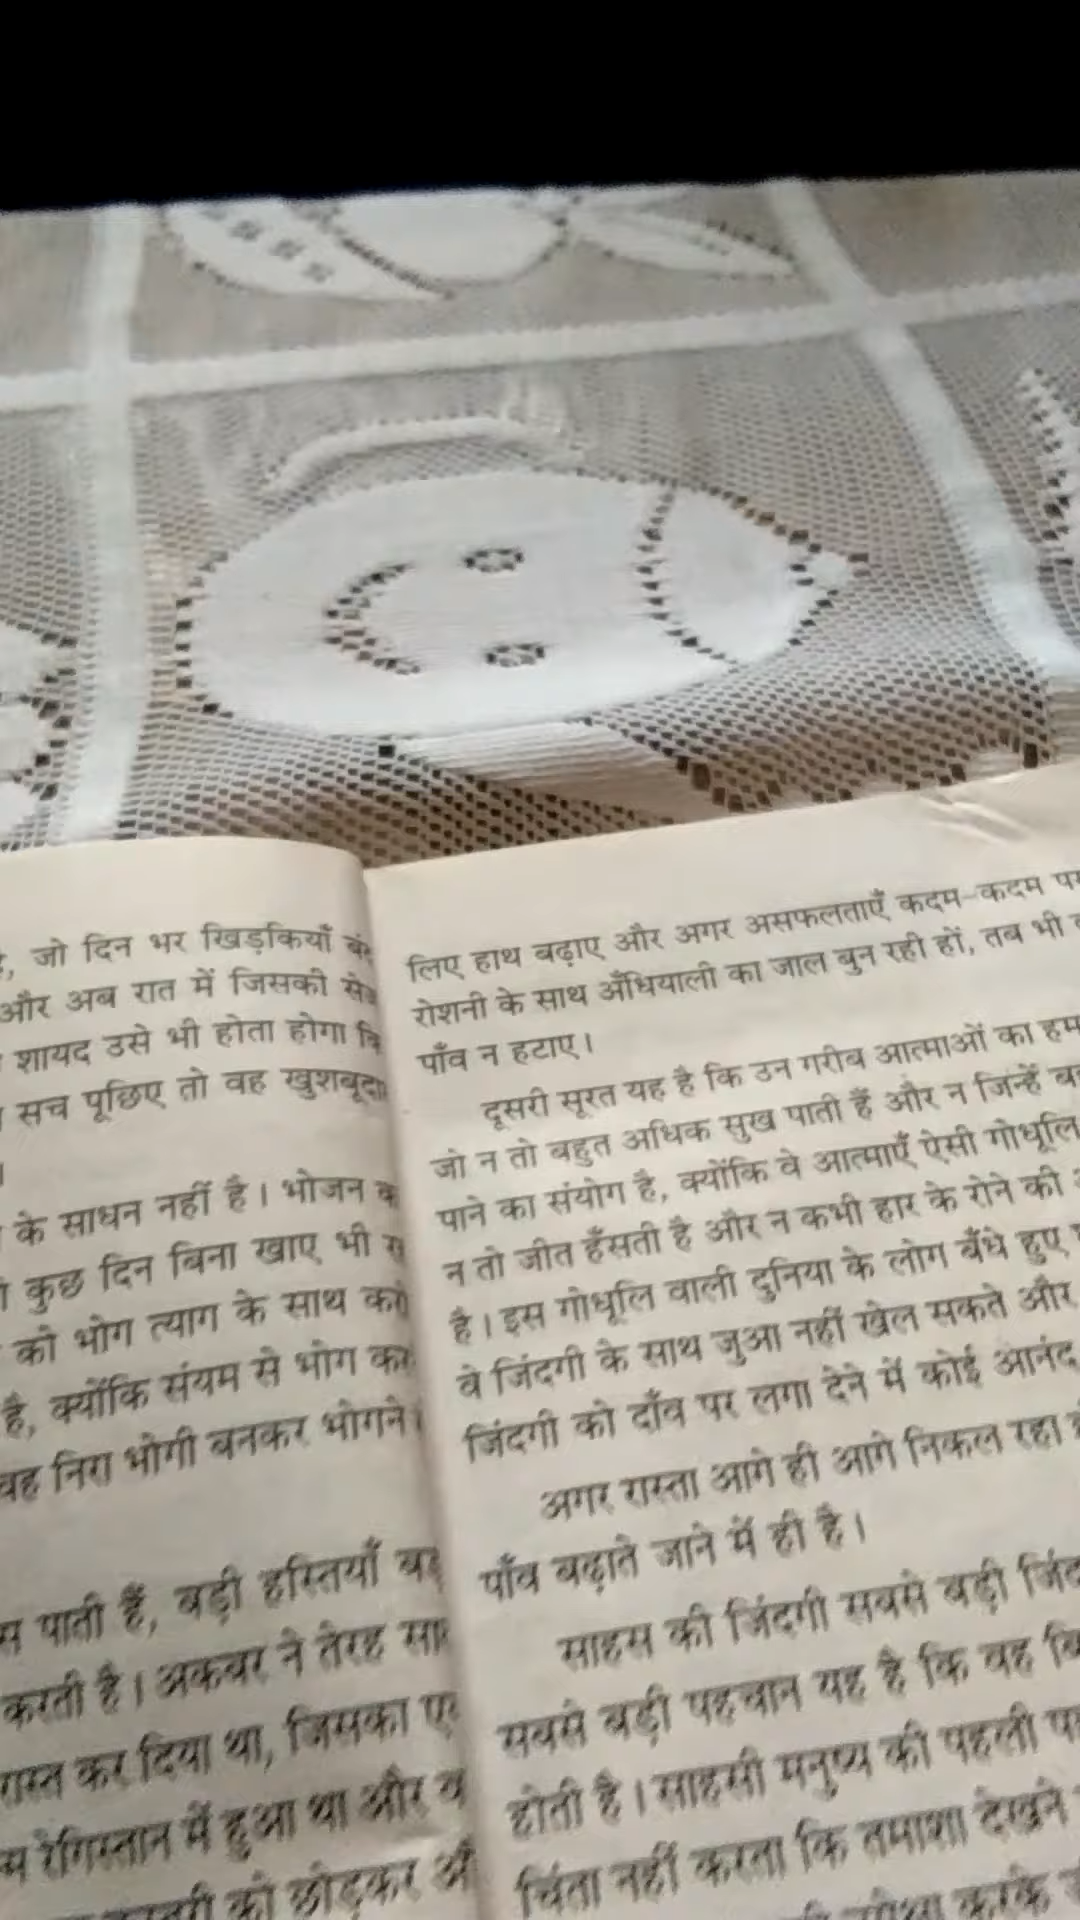 जो दिन भर खिड़कियाँ
और अब रात में जिसकी
शायद उसे भी होता होगा
सच पूछिए तो वह खुशबूदार
के साधन नहीं है। भोजन
कुछ दिन बिना खाए भी
को भोग त्याग के साथ करो
है, क्योंकि संयम से भोग
वह निरा भोगी बनकर भोगने
पाती हैं, बड़ी हस्तियाँ
करती है। अकबर ने तेरह
कर दिया था, जिसका
रेगिस्तान में हुआ था और
को छोड़कर
लिए हाथ बढ़ाए और अगर असफलताएँ कदम-कदम पर
रोशनी के साथ अँधियाली का जाल बुन रही हों, तब भी
पाँव न हटाए।
दूसरी सूरत यह है कि उन गरीब आत्माओं का
जो न तो बहुत अधिक सुख पाती हैं और न जिन्हें
पाने का संयोग है, क्योंकि वे आत्माएँ ऐसी गोधूलि
न तो जीत हँसती है और न कभी हार के रोने की
है। इस गोधूलि वाली दुनिया के लोग बँधे हुए
वे जिंदगी के साथ जुआ नहीं खेल सकते और
जिंदगी को दाँव पर लगा देने में कोई आनंद
अगर रास्ता आगे ही आगे निकल रहा
पाँव बढ़ाते जाने में ही है।
साहस की जिंदगी सबसे बड़ी
सबसे बड़ी पहचान यह है कि वह
होती है। साहसी मनुष्य की पहली
चिंता नहीं करता कि तमाशा देखने